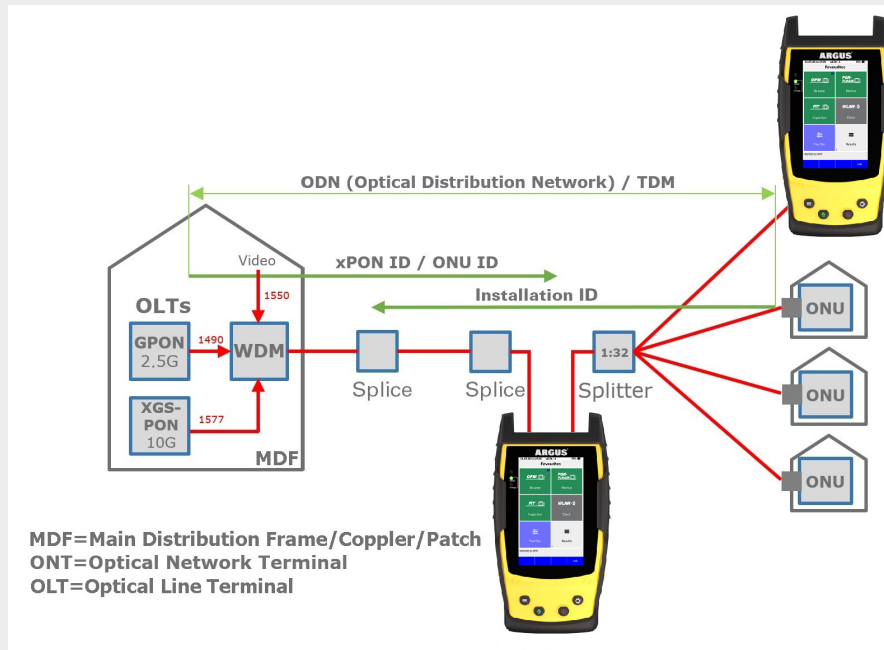 ARGUS
Favourites
ODN (Optical Distribution Network) / TDM
Video
xPON ID / ONU ID
1550
Installation ID
OLTs
GPON
2,5G
1490
WDM
XGS-
PON
10G
1577
MDF
Splice
Splice
1:32
Splitter
ONU
ONU
ONU
ARGUS
Favourites
MDF=Main Distribution Frame/Coppler/Patch
ONT=Optical Network Terminal
OLT=Optical Line Terminal